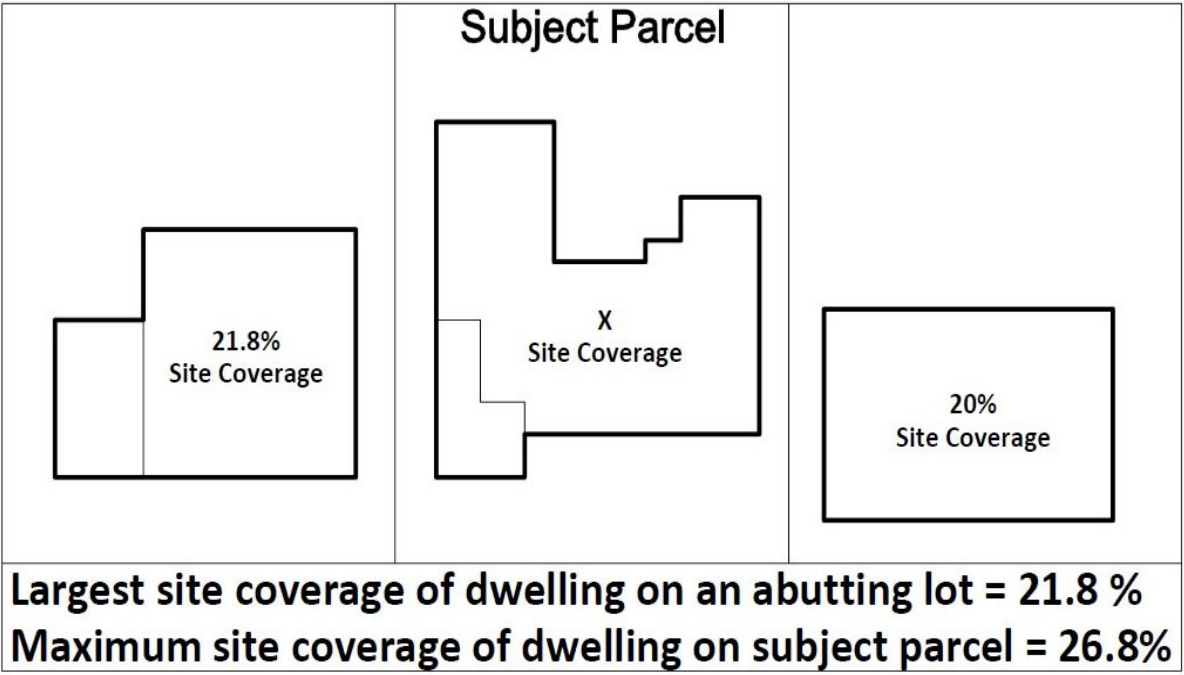 Subject Parcel
21.8%
Site Coverage
X
Site Coverage
20%
Site Coverage
Largest site coverage of dwelling on an abutting lot = 21.8 %
Maximum site coverage of dwelling on subject parcel = 26.8%